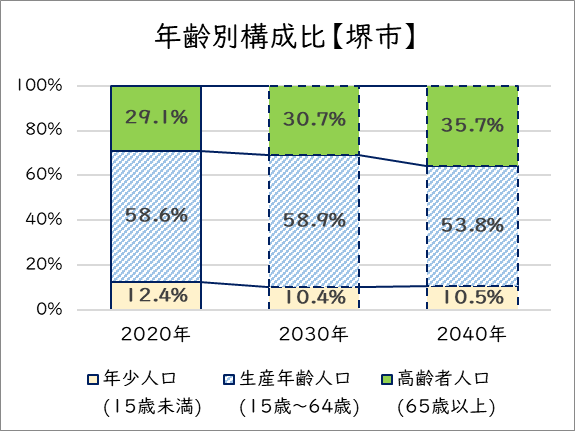 年齢別構成比【堺市】
100%
80%
60%
40%
20%
0%
29.1% 30.7% 35.7%
58.6% 58.9% 53.8%
12.4% 10.4% 10.5%
2020年 2030年 2040年
年少人口 生産年齢人口 高齢者人口
(15歳未満) (15歳～64歳) (65歳以上)